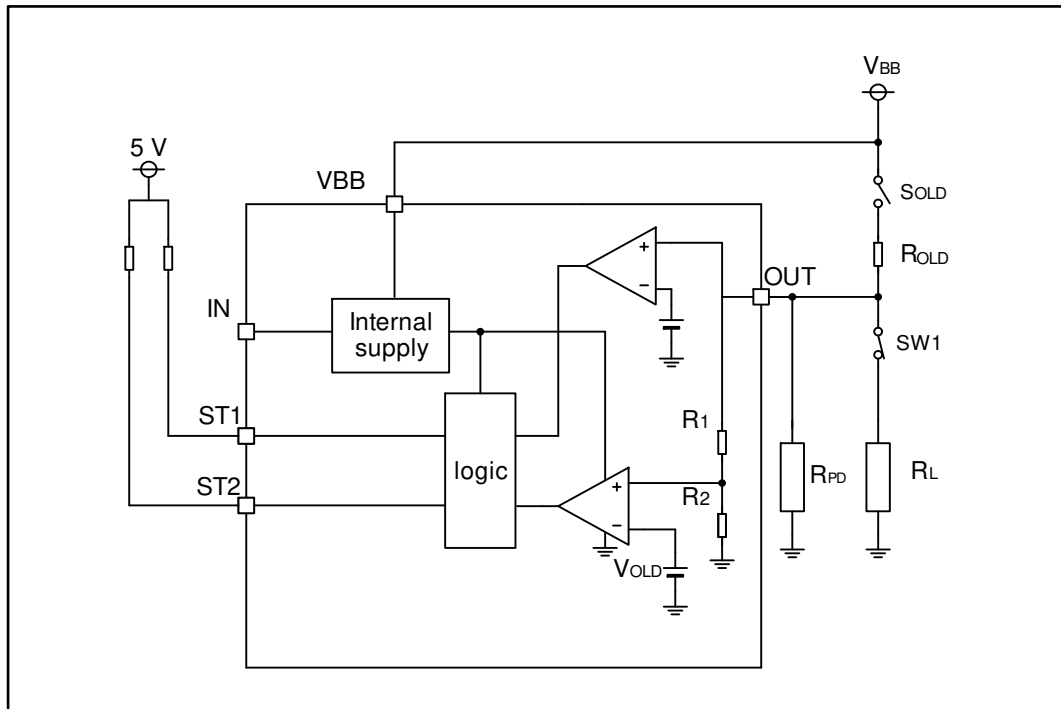 VBB
5 V
VBB
SOLD
ROLD
OUT
+
−
IN
Internal
supply
SW1
ST1
R1
logic
RPD
RL
ST2
R2
+
−
VOLD